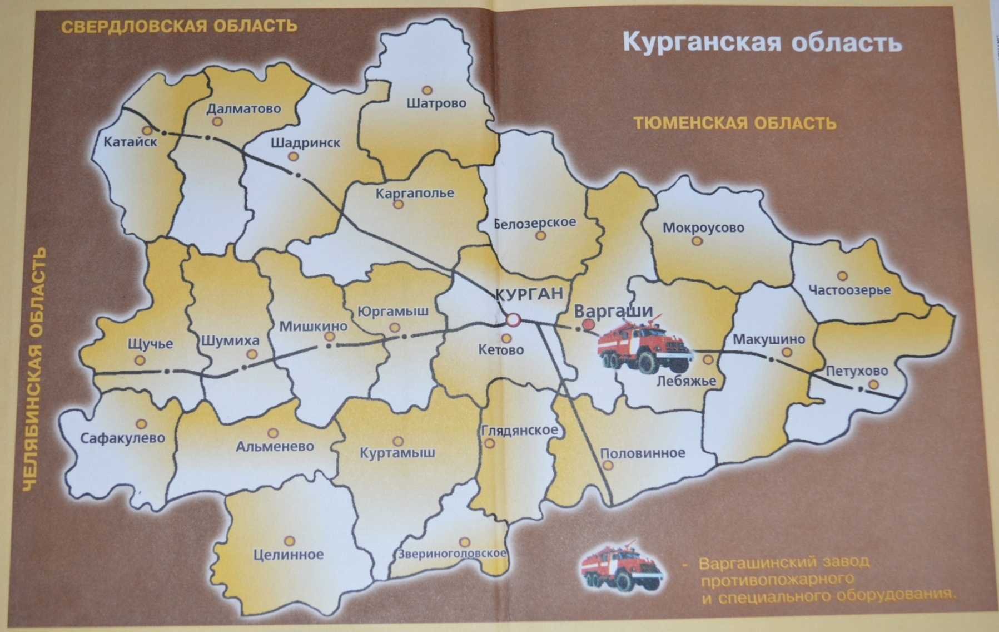 СВЕРДЛОВСКАЯ ОБЛАСТЬ
Курганская область
ТЮМЕНСКАЯ ОБЛАСТЬ
ЧЕЛЯБИНСКАЯ ОБЛАСТЬ
Шатрово
Далматово
Катайск
Шадринск
Каргаполье
Белозерское
Мокроусово
Частоозерье
КУРГАН
Варгаши
Юргамыш
Мишкино
Щучье
Шумиха
Кетово
Макушино
Петухово
Лебяжье
Сафакулево
Альменево
Куртамыш
Глядянское
Половинное
Целинное
Звериноголовское
- Варгашинский завод
противопожарного
и специального оборудования.